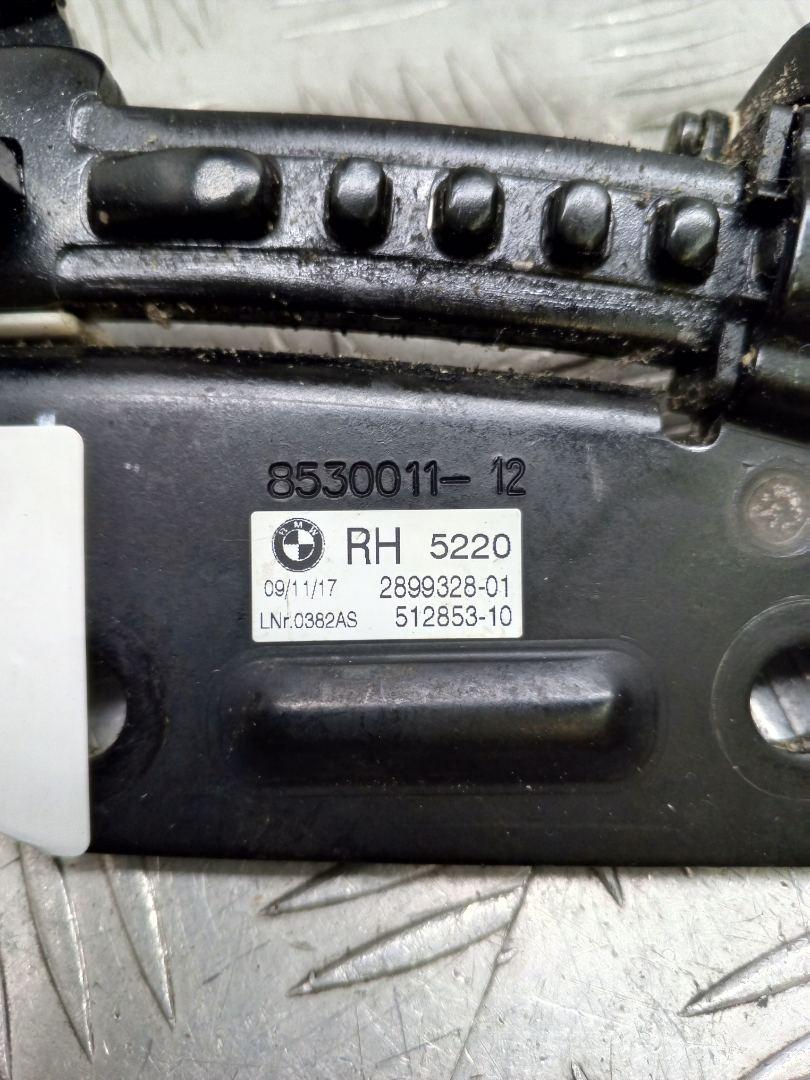 8530011- 12
BMW RH 5220
09/11/17 2899328-01
LNr.0382AS 512853-10